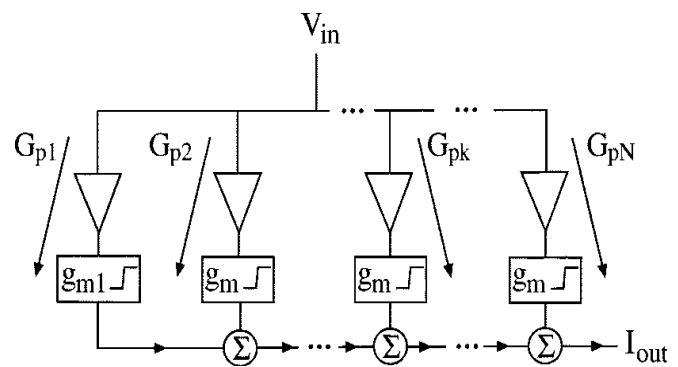 V_in
... ...
G_p1 G_p2 G_pk G_pN
g_m1 g_m g_m g_m
Σ ... Σ ... Σ I_out